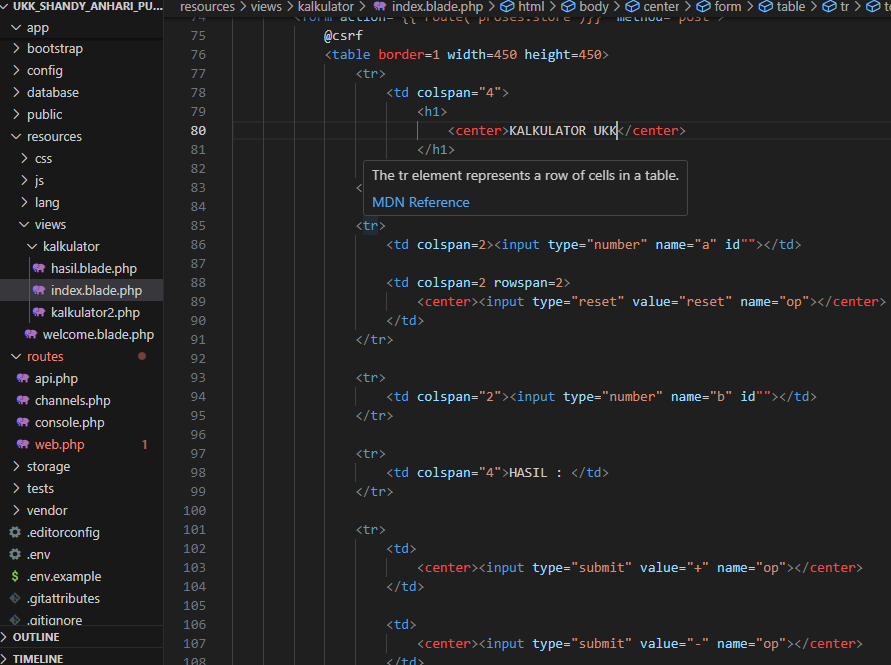 UKK_SHANDY_ANHARI_PU...
app
bootstrap
config
database
public
resources
css
js
lang
views
kalkulator
hasil.blade.php
index.blade.php
kalkulator2.php
welcome.blade.php
routes
api.php
channels.php
console.php
web.php 1
storage
tests
vendor
.editorconfig
.env
.env.example
.gitattributes
.gitignore
OUTLINE
TIMELINE
resources > views > kalkulator > index.blade.php > html > body > center > form > table > tr >
74 <form action="{{ route('proses.store')}}" method="post">
75 @csrf
76 <table border=1 width=450 height=450>
77 <tr>
78 <td colspan="4">
79 <h1>
80 <center>KALKULATOR UKK</center>
81 </h1>
82
83 <
84
The tr element represents a row of cells in a table.
MDN Reference
85 <tr>
86 <td colspan=2><input type="number" name="a" id""></td>
87
88 <td colspan=2 rowspan=2>
89 <center><input type="reset" value="reset" name="op"></center>
90 </td>
91 </tr>
92
93 <tr>
94 <td colspan="2"><input type="number" name="b" id""></td>
95 </tr>
96
97 <tr>
98 <td colspan="4">HASIL : </td>
99 </tr>
100
101 <tr>
102 <td>
103 <center><input type="submit" value="+" name="op"></center>
104 </td>
105
106 <td>
107 <center><input type="submit" value="-" name="op"></center>
108 </td>